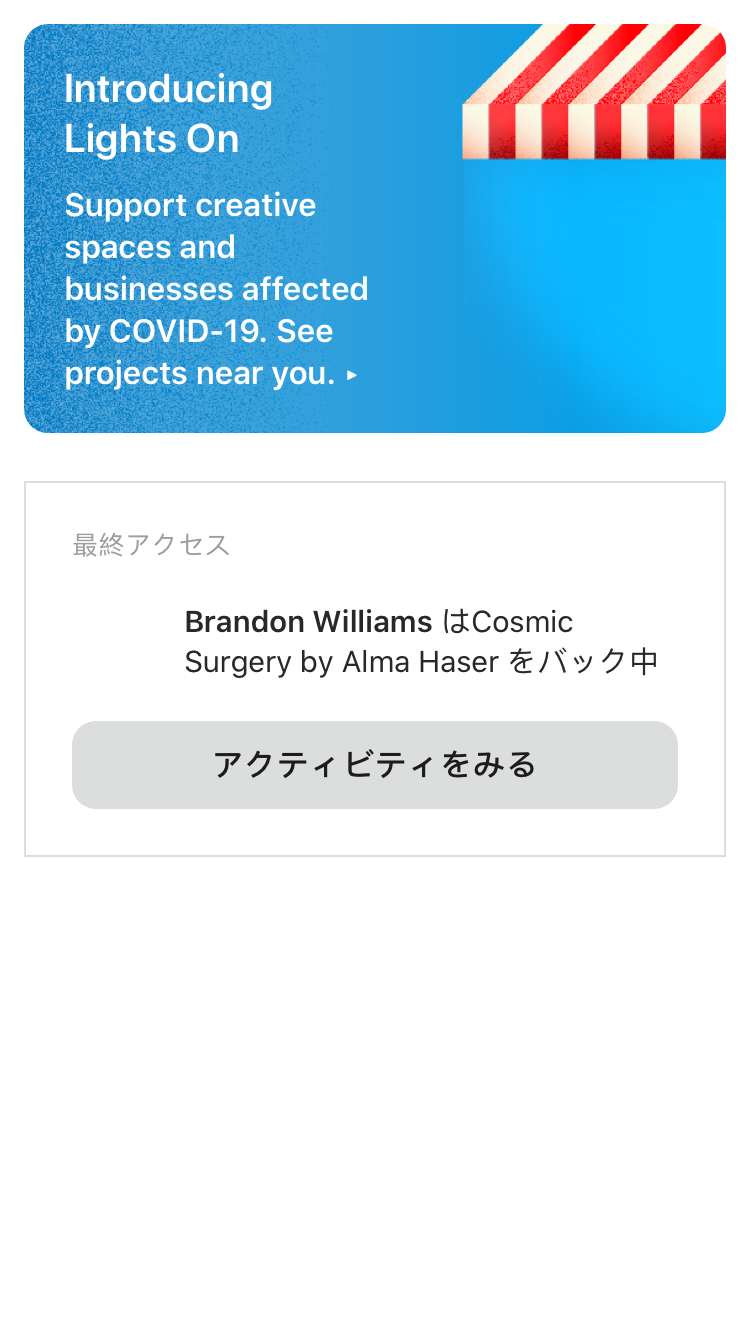 Introducing
Lights On
Support creative
spaces and
businesses affected
by COVID-19. See
projects near you. ▸
最終アクセス
Brandon Williams はCosmic
Surgery by Alma Haser をバック中
アクティビティをみる